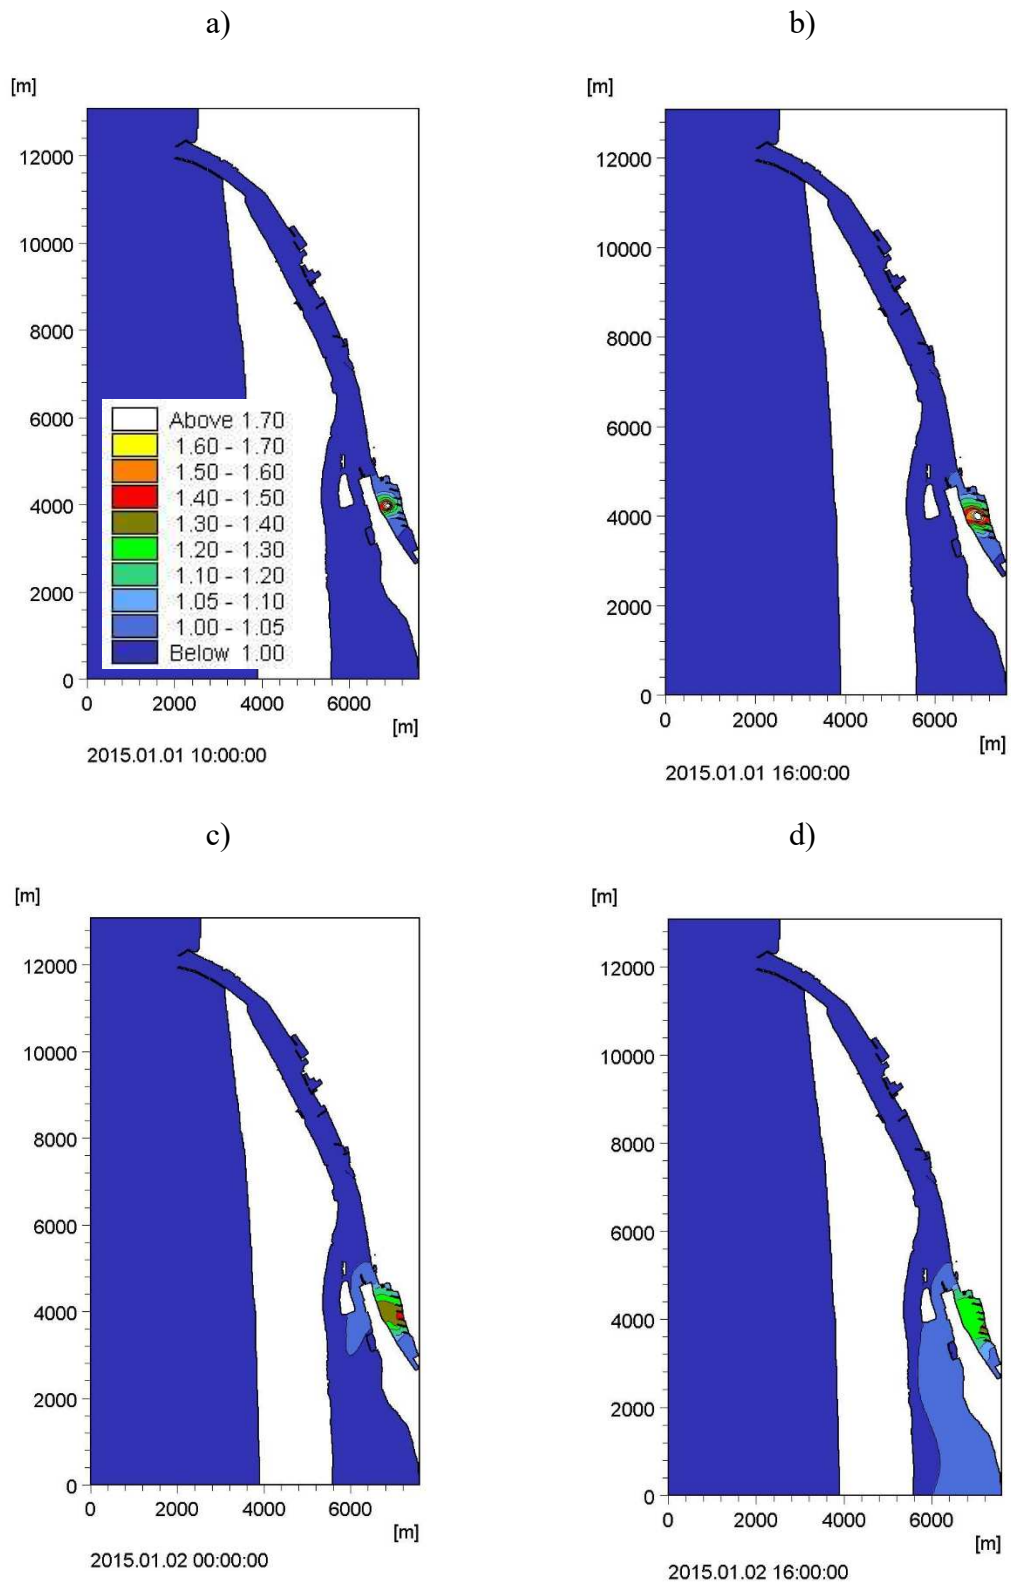 a)
b)
[m]
12000
10000
8000
6000
4000
2000
0
Above 1.70
1.60 - 1.70
1.50 - 1.60
1.40 - 1.50
1.30 - 1.40
1.20 - 1.30
1.10 - 1.20
1.05 - 1.10
1.00 - 1.05
Below 1.00
0 2000 4000 6000
[m]
2015.01.01 10:00:00
[m]
12000
10000
8000
6000
4000
2000
0
0 2000 4000 6000
[m]
2015.01.01 16:00:00
c)
d)
[m]
12000
10000
8000
6000
4000
2000
0
0 2000 4000 6000
[m]
2015.01.02 00:00:00
[m]
12000
10000
8000
6000
4000
2000
0
0 2000 4000 6000
[m]
2015.01.02 16:00:00